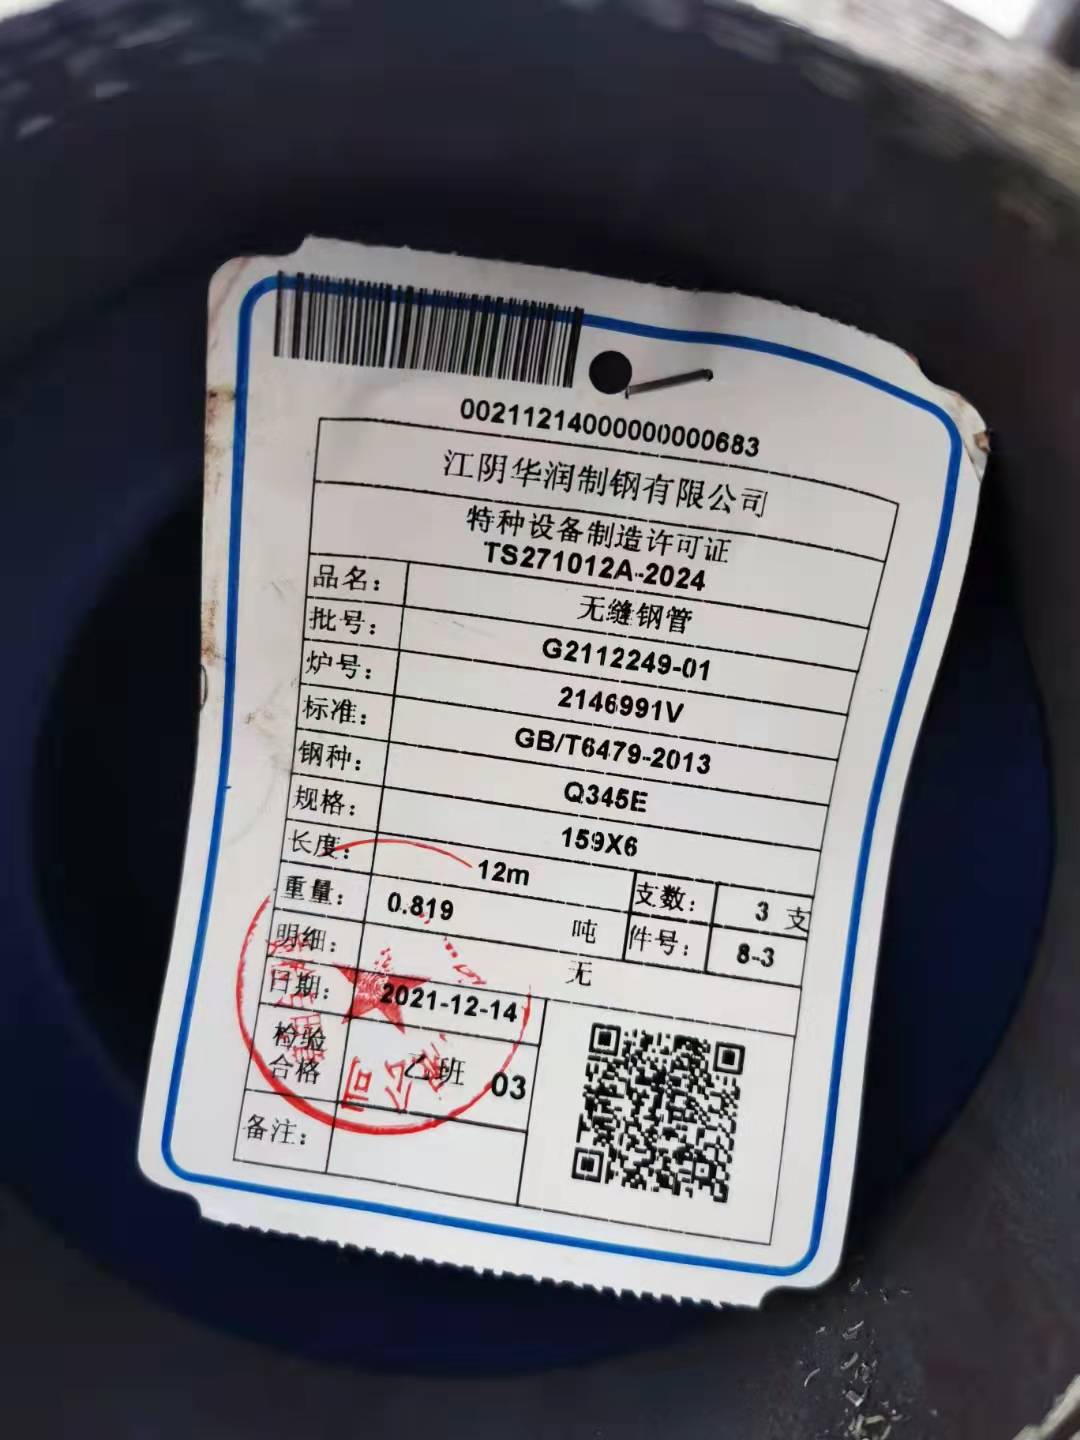 00211214000000000683
江阴华润制钢有限公司
特种设备制造许可证
TS271012A-2024
品名: 无缝钢管
批号: G2112249-01
炉号: 2146991V
标准: GB/T6479-2013
钢种: Q345E
规格: 159X6
长度: 12m 支数: 3 支
重量: 0.819 吨 件号: 8-3
明细: 无
日期: 2021-12-14
检验合格 乙班 03
备注:
公司